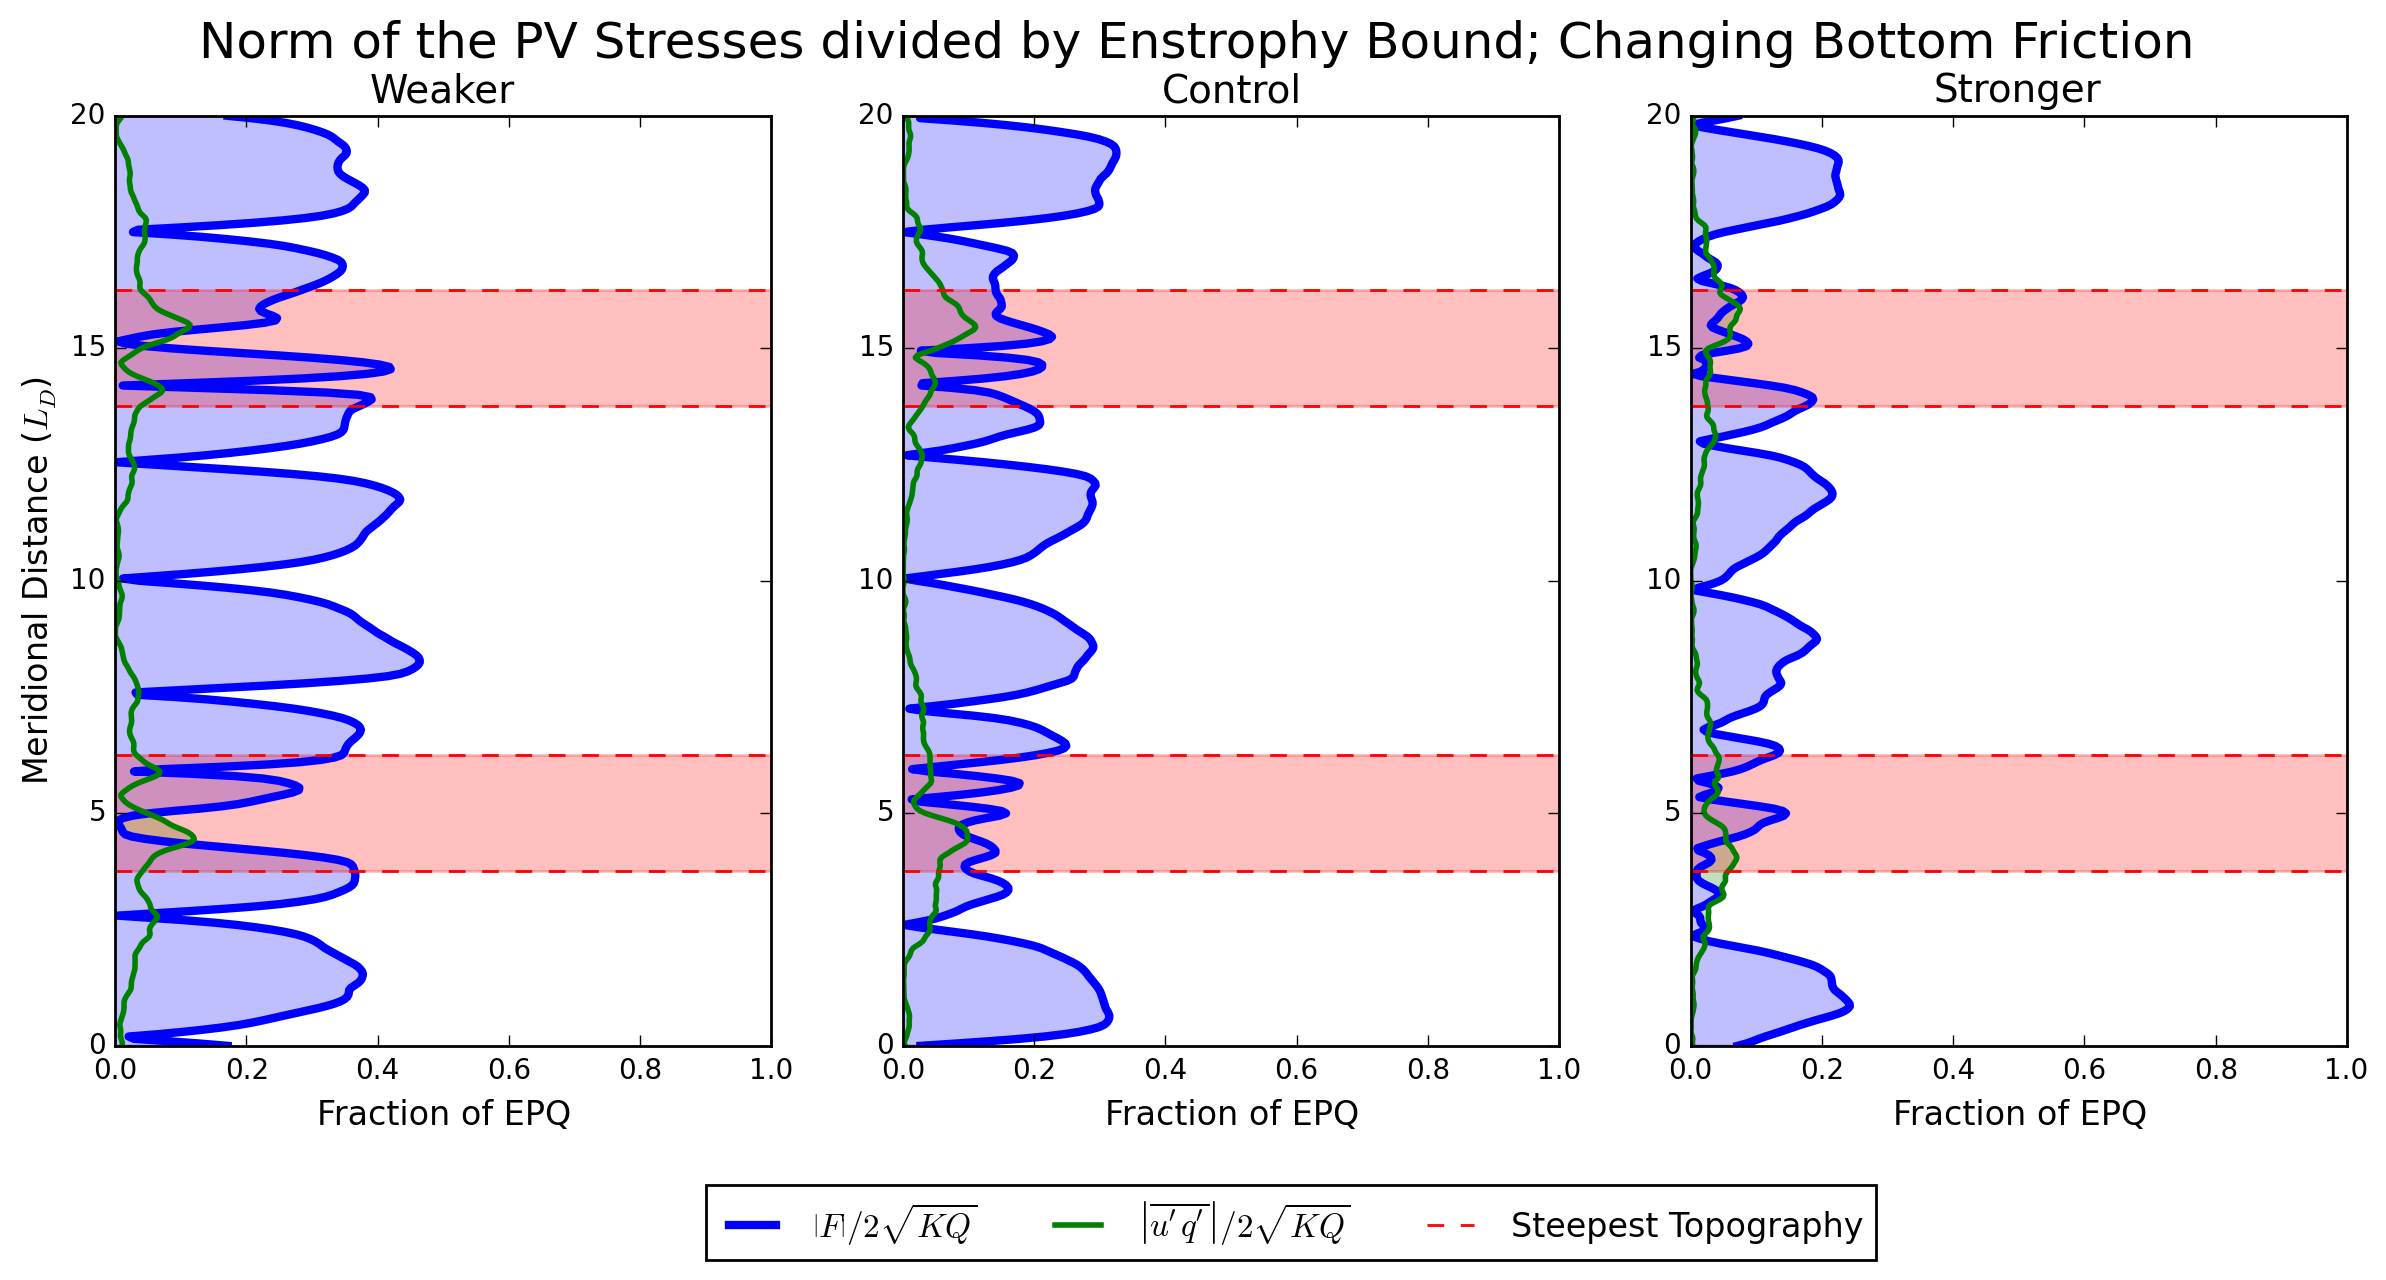 Norm of the PV Stresses divided by Enstrophy Bound; Changing Bottom Friction
Weaker Control Stronger
Meridional Distance (L_D)
20 20 20
15 15 15
10 10 10
5 5 5
0 0 0
0.0 0.2 0.4 0.6 0.8 1.0 0.0 0.2 0.4 0.6 0.8 1.0 0.0 0.2 0.4 0.6 0.8 1.0
Fraction of EPQ Fraction of EPQ Fraction of EPQ
|F|/2√KQ |u′q′|/2√KQ Steepest Topography